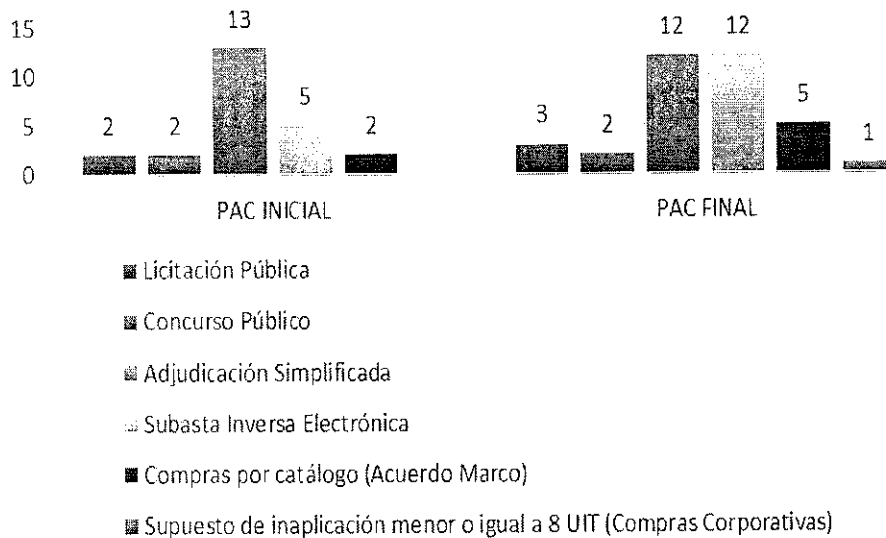 15
10
5
0
2 2 13 5 2
3 2 12 12 5 1
PAC INICIAL PAC FINAL
Licitación Pública
Concurso Público
Adjudicación Simplificada
Subasta Inversa Electrónica
Compras por catálogo (Acuerdo Marco)
Supuesto de inaplicación menor o igual a 8 UIT (Compras Corporativas)